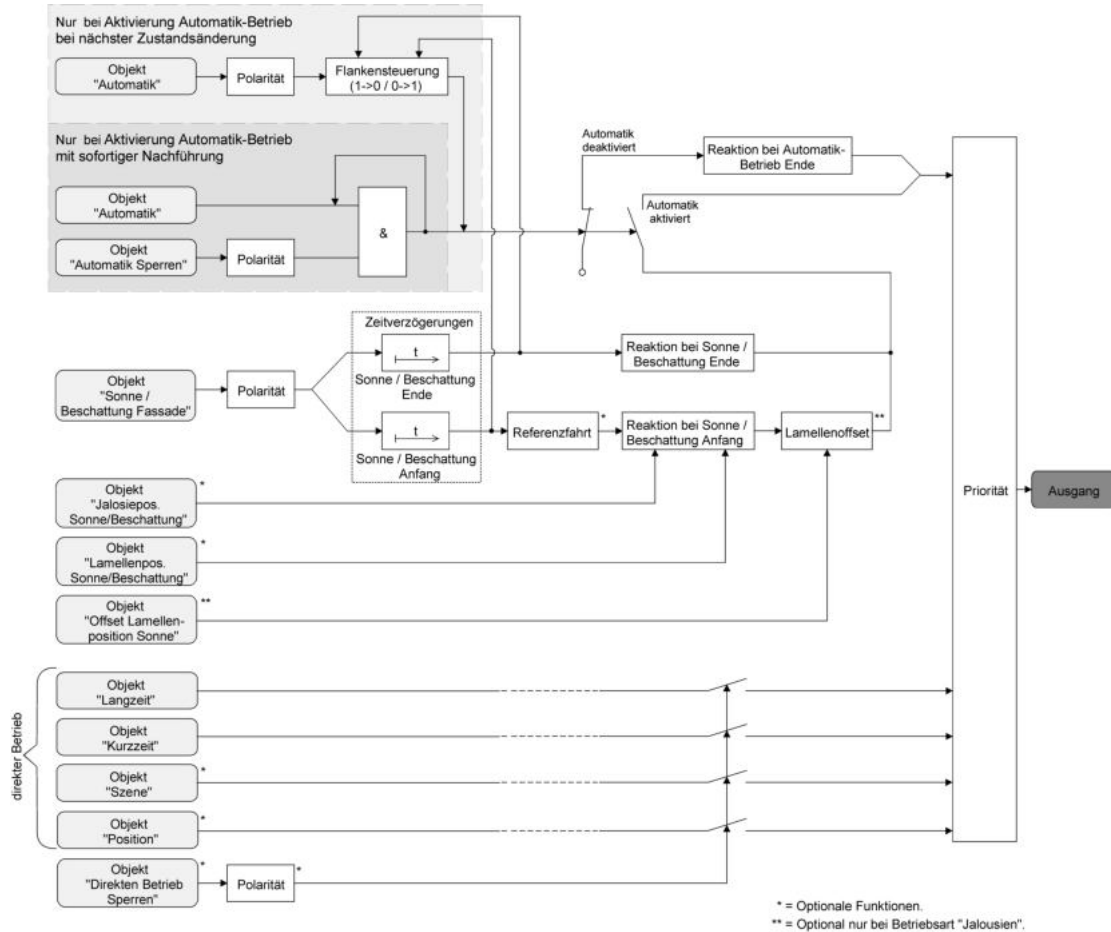 Nur bei Aktivierung Automatik-Betrieb
bei nächster Zustandsänderung
Objekt
"Automatik"
Polarität
Flankensteuerung
(1->0 / 0->1)
Nur bei Aktivierung Automatik-Betrieb
mit sofortiger Nachführung
Objekt
"Automatik"
Objekt
"Automatik Sperren"
Polarität
&
Automatik
deaktiviert
Reaktion bei Automatik-
Betrieb Ende
Automatik
aktiviert
Zeitverzögerungen
t
Sonne / Beschattung
Ende
Reaktion bei Sonne /
Beschattung Ende
Objekt
"Sonne /
Beschattung Fassade"
Polarität
t
Sonne / Beschattung
Anfang
Referenzfahrt
*
Reaktion bei Sonne /
Beschattung Anfang
Lamellenoffset
**
Objekt
"Jalosiepos.
Sonne/Beschattung"
*
Objekt
"Lamellenpos.
Sonne/Beschattung"
*
Objekt
"Offset Lamellen-
position Sonne"
**
Priorität
Ausgang
direkter Betrieb
Objekt
"Langzeit"
Objekt
"Kurzzeit"
Objekt
"Szene"
*
Objekt
"Position"
*
Objekt
"Direkten Betrieb
Sperren"
*
Polarität
*
* = Optionale Funktionen.
** = Optional nur bei Betriebsart "Jalousien".